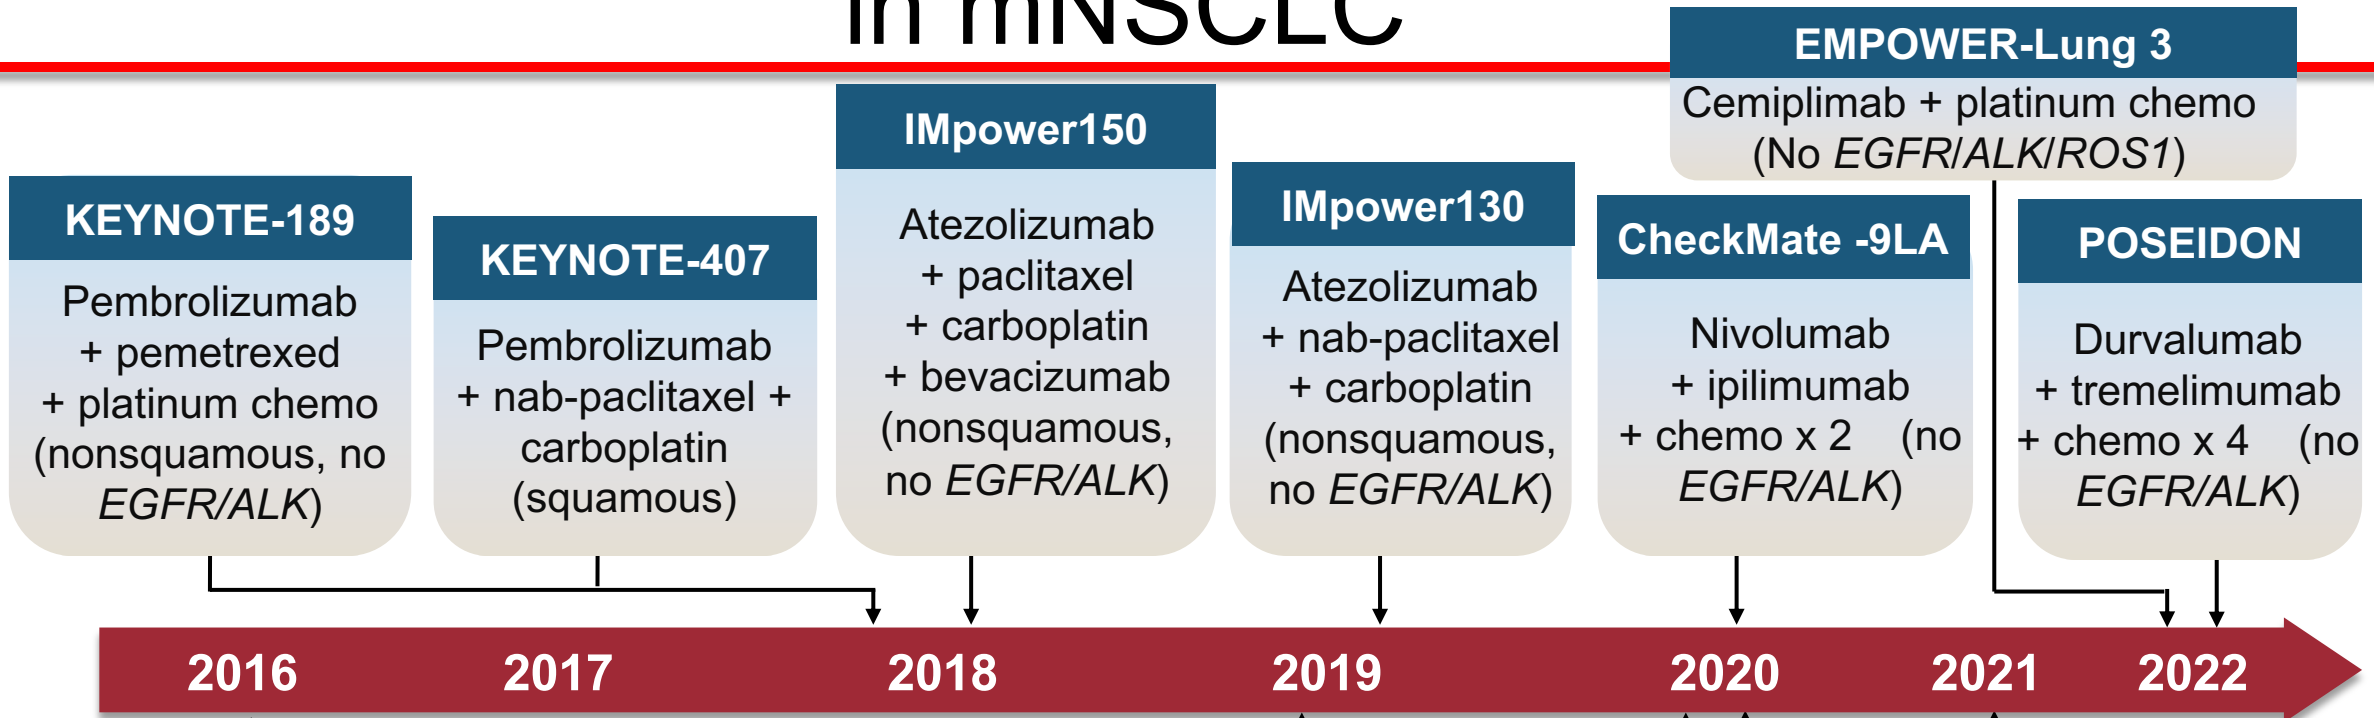 in mNSCLC
EMPOWER-Lung 3
Cemiplimab + platinum chemo
(No EGFR/ALK/ROS1)
KEYNOTE-189
Pembrolizumab
+ pemetrexed
+ platinum chemo
(nonsquamous, no
EGFR/ALK)
KEYNOTE-407
Pembrolizumab
+ nab-paclitaxel +
carboplatin
(squamous)
IMpower150
Atezolizumab
+ paclitaxel
+ carboplatin
+ bevacizumab
(nonsquamous,
no EGFR/ALK)
IMpower130
Atezolizumab
+ nab-paclitaxel
+ carboplatin
(nonsquamous,
no EGFR/ALK)
CheckMate -9LA
Nivolumab
+ ipilimumab
+ chemo x 2 (no
EGFR/ALK)
POSEIDON
Durvalumab
+ tremelimumab
+ chemo x 4 (no
EGFR/ALK)
2016 2017 2018 2019 2020 2021 2022